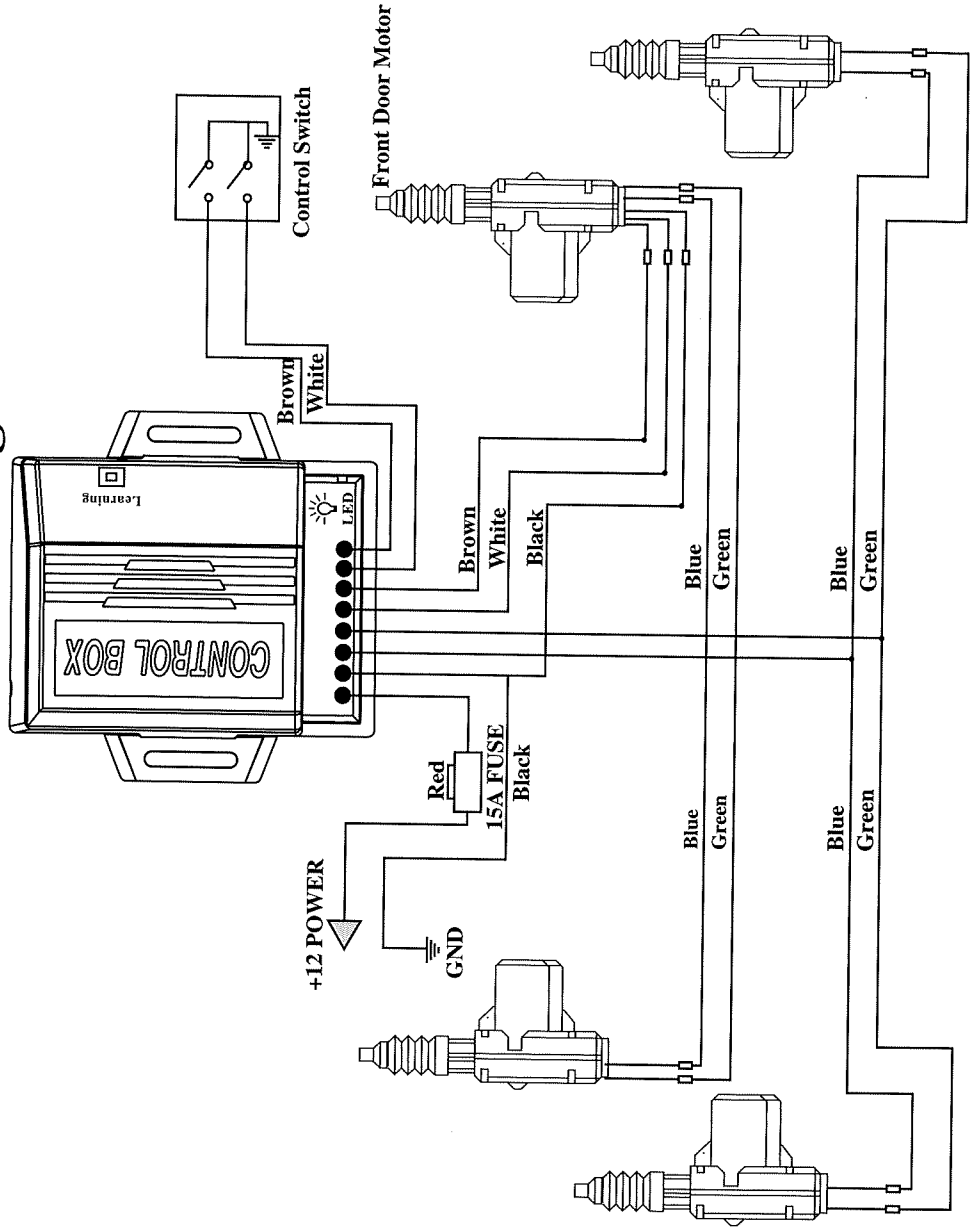 Control Switch
Front Door Motor
Brown
White
Learning
LED
CONTROL BOX
Brown
White
Black
Blue
Green
Blue
Green
Red
15A FUSE
Black
+12 POWER
GND
Blue
Green
Blue
Green